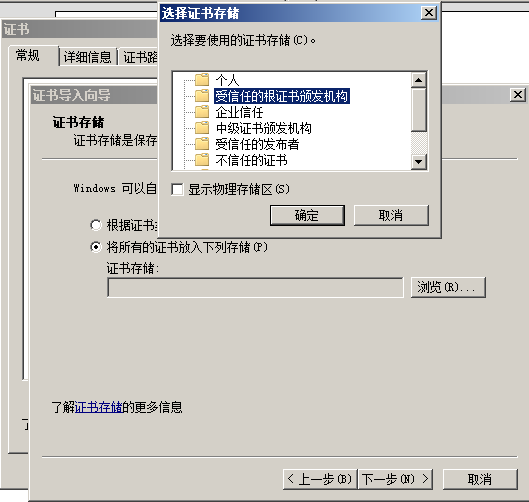 选择证书存储
选择要使用的证书存储(C)。
个人
受信任的根证书颁发机构
企业信任
中级证书颁发机构
受信任的发布者
不信任的证书
显示物理存储区(S)
确定
取消
证书
常规
详细信息
证书路
证书导入向导
证书存储
证书存储是保存
Windows 可以自
根据证书
将所有的证书放入下列存储(P)
证书存储:
浏览(R)...
了解证书存储的更多信息
< 上一步(B)
下一步(N) >
取消